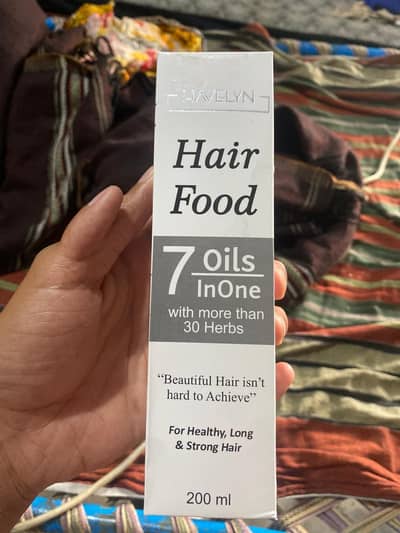 Hair
Food
7 Oils
InOne
with more than
30 Herbs
“Beautiful Hair isn’t
hard to Achieve”
For Healthy, Long
& Strong Hair
200 ml